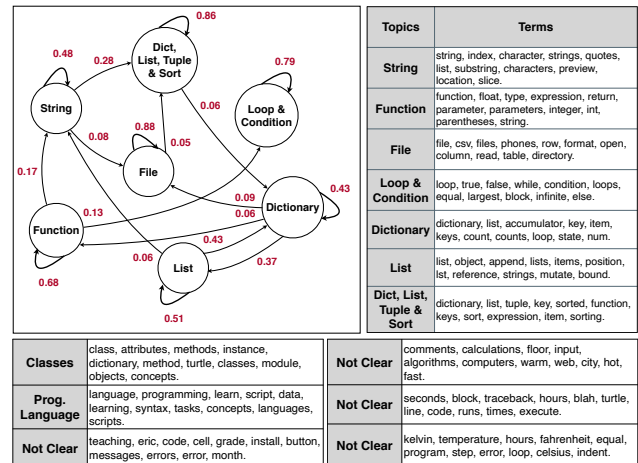 0.86
0.48
Dict,
List, Tuple
& Sort
0.28
0.79
String
Loop &
Condition
0.06
0.08
0.88
0.05
File
0.17
0.09
0.43
Dictionary
0.13
0.06
Function
0.06
0.43
List
0.37
0.68
0.51
Topics Terms
String
string, index, character, strings, quotes,
list, substring, characters, preview,
location, slice.
Function
function, float, type, expression, return,
parameter, parameters, integer, int,
parentheses, string.
File
file, csv, files, phones, row, format, open,
column, read, table, directory.
Loop &
Condition
loop, true, false, while, condition, loops,
equal, largest, block, infinite, else.
Dictionary
dictionary, list, accumulator, key, item,
keys, count, counts, loop, state, num.
List
list, object, append, lists, items, position,
lst, reference, strings, mutate, bound.
Dict, List,
Tuple &
Sort
dictionary, list, tuple, key, sorted, function,
keys, sort, expression, item, sorting.
Classes
class, attributes, methods, instance,
dictionary, method, turtle, classes, module,
objects, concepts.
Prog.
Language
language, programming, learn, script, data,
learning, syntax, tasks, concepts, languages,
scripts.
Not Clear
teaching, eric, code, cell, grade, install, button,
messages, errors, error, month.
Not Clear
comments, calculations, floor, input,
algorithms, computers, warm, web, city, hot,
fast.
Not Clear
seconds, block, traceback, hours, blah, turtle,
line, code, runs, times, execute.
Not Clear
kelvin, temperature, hours, fahrenheit, equal,
program, step, error, loop, celsius, indent.